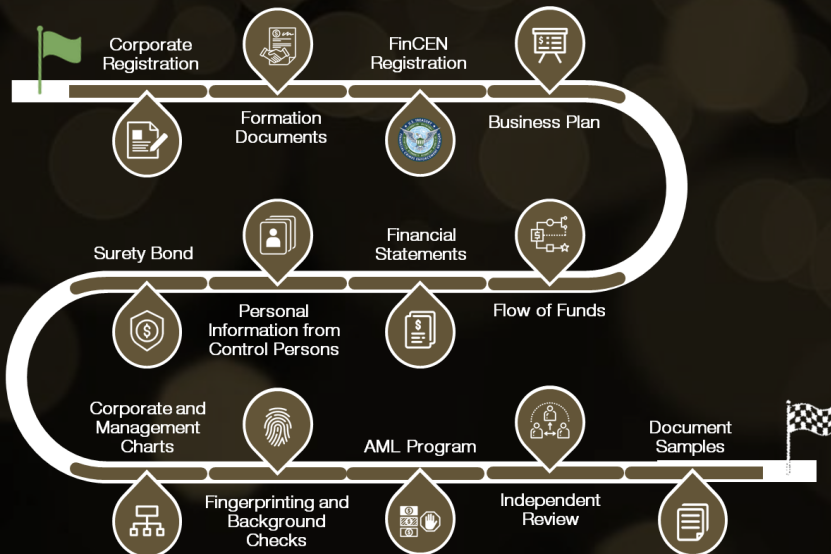 Corporate
Registration
Formation
Documents
FinCEN
Registration
Business Plan
Flow of Funds
Financial
Statements
Personal
Information from
Control Persons
Surety Bond
Corporate and
Management
Charts
Fingerprinting and
Background
Checks
AML Program
Independent
Review
Document
Samples